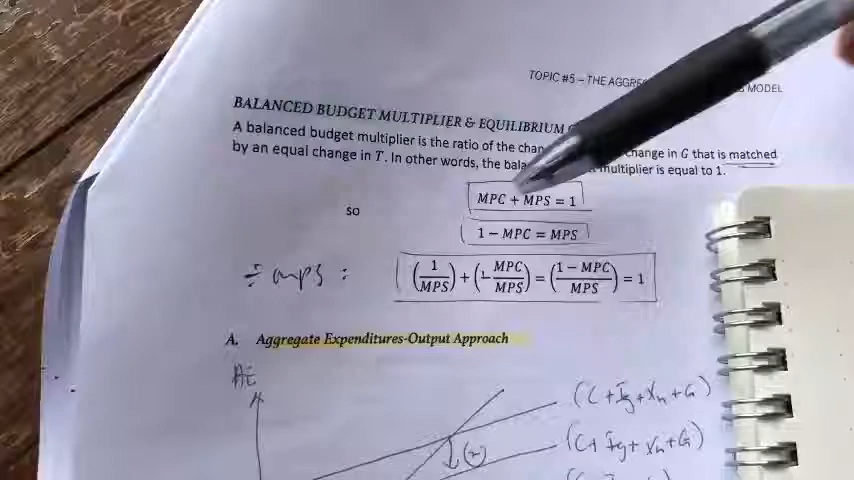 TOPIC #5 – THE AGGRE MODEL
BALANCED BUDGET MULTIPLIER & EQUILIBRIUM
A balanced budget multiplier is the ratio of the chan change in G that is matched
by an equal change in T. In other words, the bala multiplier is equal to 1.
MPC + MPS = 1
so
1 − MPC = MPS
÷ mps : (1/MPS) + (- MPC/MPS) = (1 − MPC/MPS) = 1
A. Aggregate Expenditures-Output Approach
AE
(C + Ig + Xn + G)
(C + Ig + Xn + G)